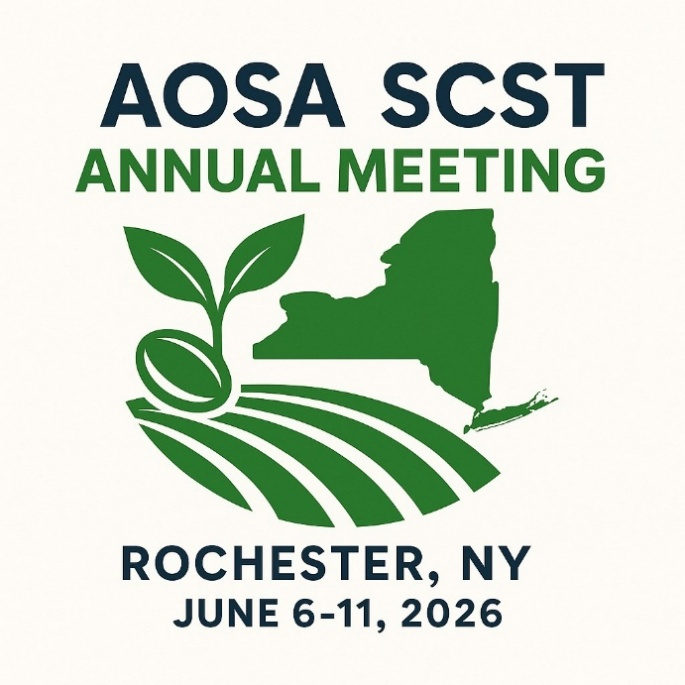 AOSA SCST
ANNUAL MEETING
ROCHESTER, NY
JUNE 6-11, 2026